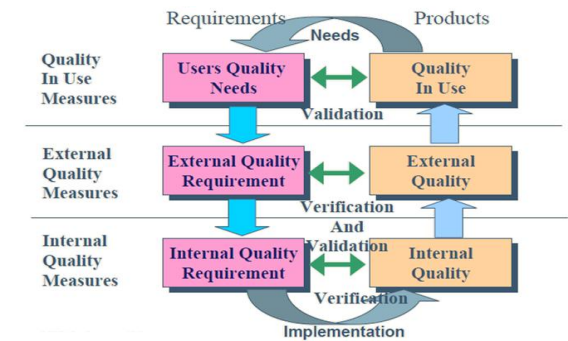 Requirements
Products
Needs
Quality
In Use
Measures
Users Quality
Needs
Quality
In Use
Validation
External
Quality
Measures
External Quality
Requirement
External
Quality
Verification
And
Validation
Internal
Quality
Measures
Internal Quality
Requirement
Internal
Quality
Verification
Implementation